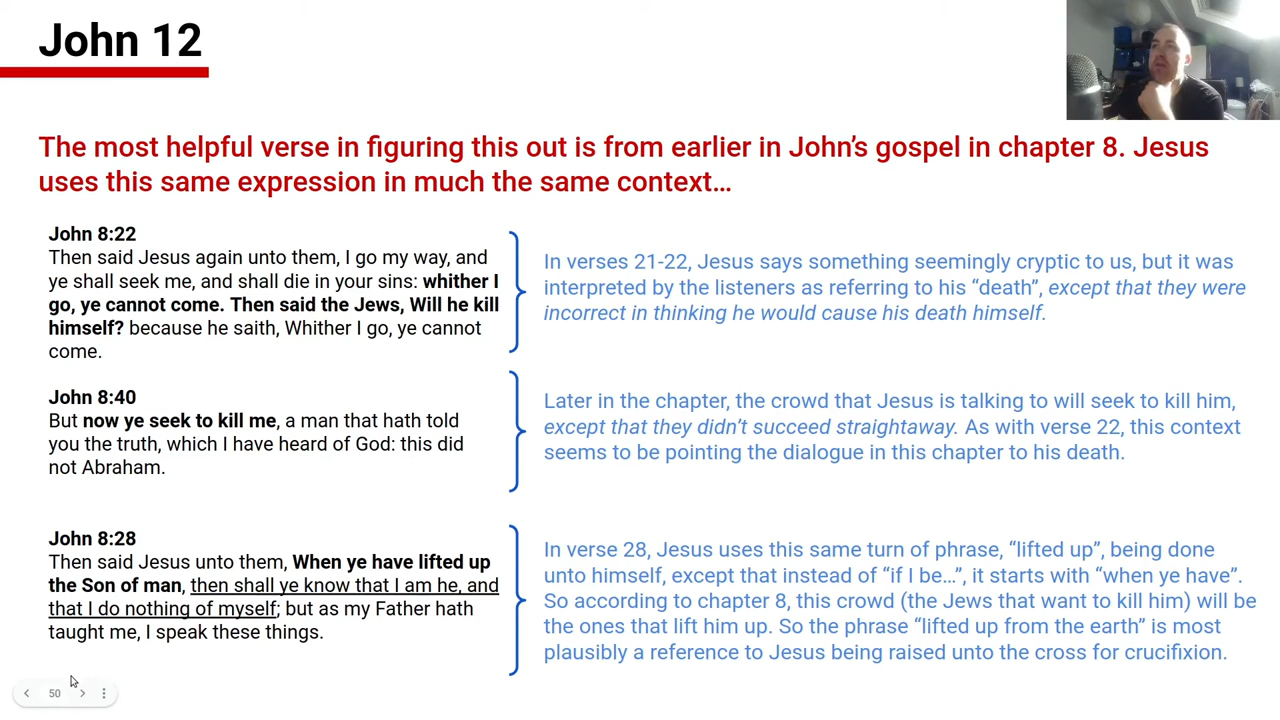 John 12
The most helpful verse in figuring this out is from earlier in John’s gospel in chapter 8. Jesus
uses this same expression in much the same context…
John 8:22
Then said Jesus again unto them, I go my way, and
ye shall seek me, and shall die in your sins: whither I
go, ye cannot come. Then said the Jews, Will he kill
himself? because he saith, Whither I go, ye cannot
come.
In verses 21-22, Jesus says something seemingly cryptic to us, but it was
interpreted by the listeners as referring to his “death”, except that they were
incorrect in thinking he would cause his death himself.
John 8:40
But now ye seek to kill me, a man that hath told
you the truth, which I have heard of God: this did
not Abraham.
Later in the chapter, the crowd that Jesus is talking to will seek to kill him,
except that they didn’t succeed straightaway. As with verse 22, this context
seems to be pointing the dialogue in this chapter to his death.
John 8:28
Then said Jesus unto them, When ye have lifted up
the Son of man, then shall ye know that I am he, and
that I do nothing of myself; but as my Father hath
taught me, I speak these things.
In verse 28, Jesus uses this same turn of phrase, “lifted up”, being done
unto himself, except that instead of “if I be…”, it starts with “when ye have”.
So according to chapter 8, this crowd (the Jews that want to kill him) will be
the ones that lift him up. So the phrase “lifted up from the earth” is most
plausibly a reference to Jesus being raised unto the cross for crucifixion.
50